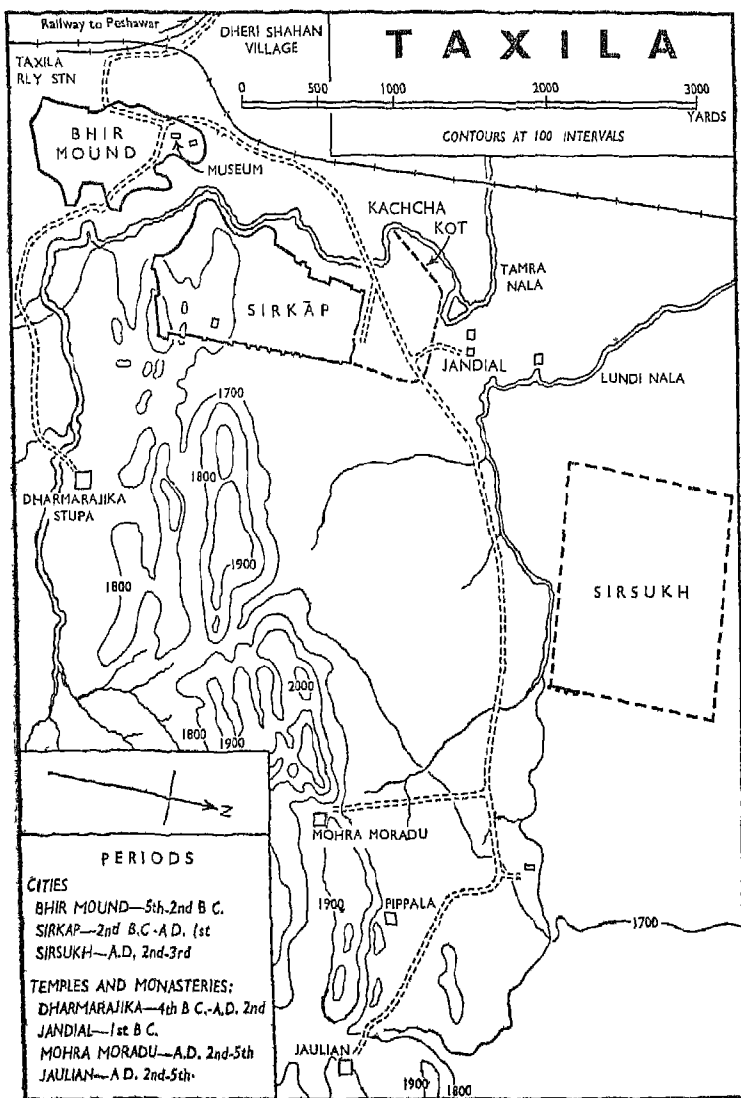 Railway to Peshawar
DHERI SHAHAN
VILLAGE
TAXILA
TAXILA
RLY STN
0 500 1000 2000 3000
YARDS
CONTOURS AT 100 INTERVALS
BHIR
MOUND
MUSEUM
KACHCHA
KOT
TAMRA
NALA
SIRKĀP
JANDIAL
LUNDI NALA
1700
1800
1900
DHARMARAJIKA
STUPA
1800
SIRSUKH
2000
1800
1900
N
MOHRA MORADU
1900
PIPPALA
1700
JAULIAN
1900
1800
PERIODS
CITIES
BHIR MOUND—5th-2nd B C.
SIRKAP—2nd B.C-A.D. 1st
SIRSUKH—A.D, 2nd-3rd
TEMPLES AND MONASTERIES:
DHARMARAJIKA—4th B C.-A.D. 2nd
JANDIAL—1st B C.
MOHRA MORADU—A.D. 2nd-5th
JAULIAN—A D. 2nd-5th.